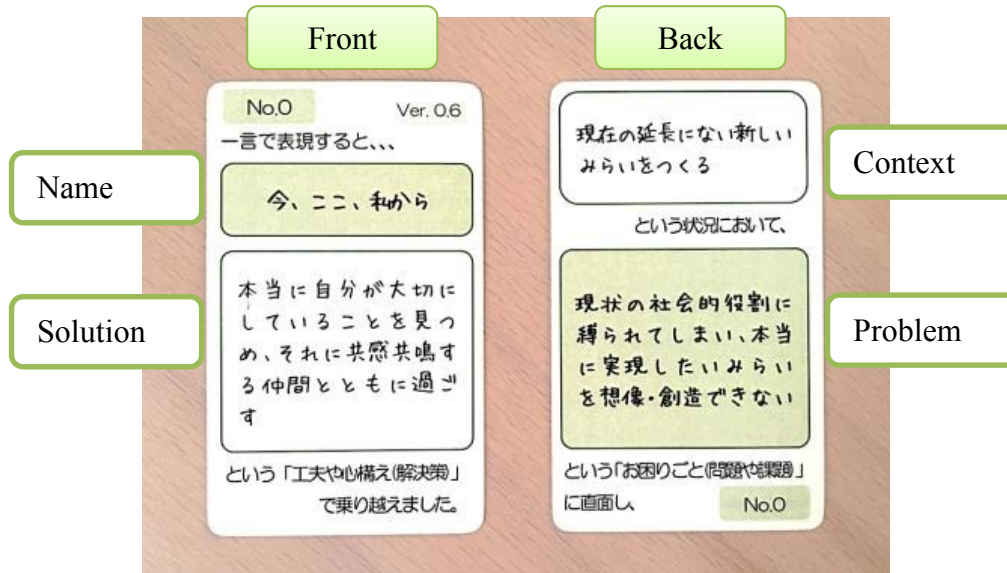 Front
Back
Name
Solution
Context
Problem
No.0
Ver. 0.6
一言で表現すると、、、
今、ここ、私から
本当に自分が大切に
していることを見つ
め、それに共感共鳴す
る仲間とともに過ご
す
という「工夫や心構え(解決策)」
で乗り越えました。
現在の延長にない新しい
みらいをつくる
という状況において、
現状の社会的役割に
縛られてしまい、本当
に実現したいみらい
を想像・創造できない
という「お困りごと(問題や課題)」
に直面し、
No.0